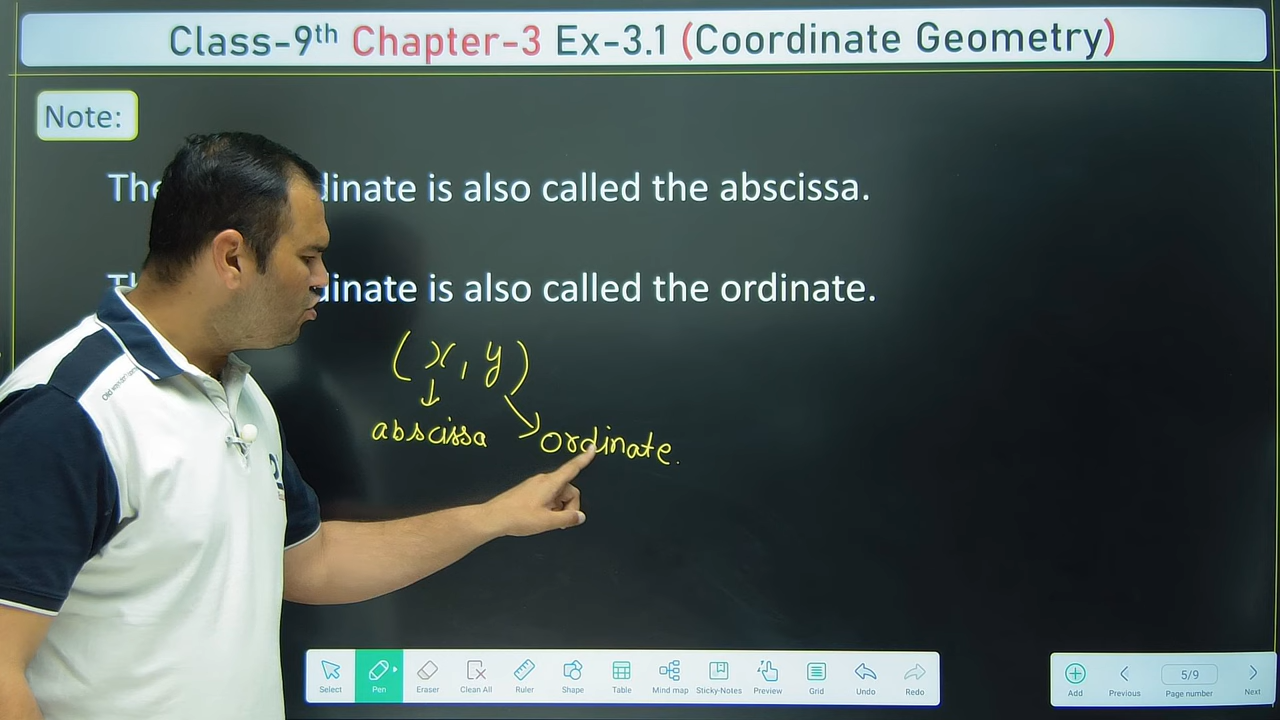 Class-9th Chapter-3 Ex-3.1 (Coordinate Geometry)
Note:
The dinate is also called the abscissa.
dinate is also called the ordinate.
(x, y)
abscissa ordinate.
Select Pen Eraser Clean All Ruler Shape Table Mind map Sticky-Notes Preview Grid Undo Redo
Add Previous 5/9 Page number Next